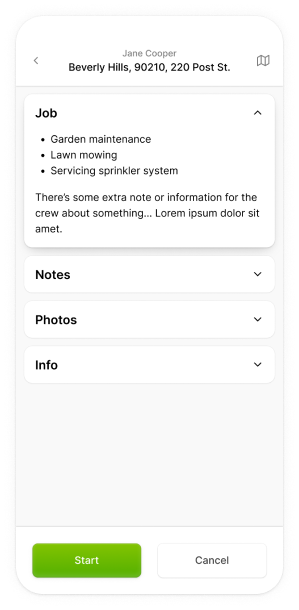 Jane Cooper
Beverly Hills, 90210, 220 Post St.
Job
• Garden maintenance
• Lawn mowing
• Servicing sprinkler system
There's some extra note or information for the
crew about something... Lorem ipsum dolor sit
amet.
Notes
Photos
Info
Start
Cancel